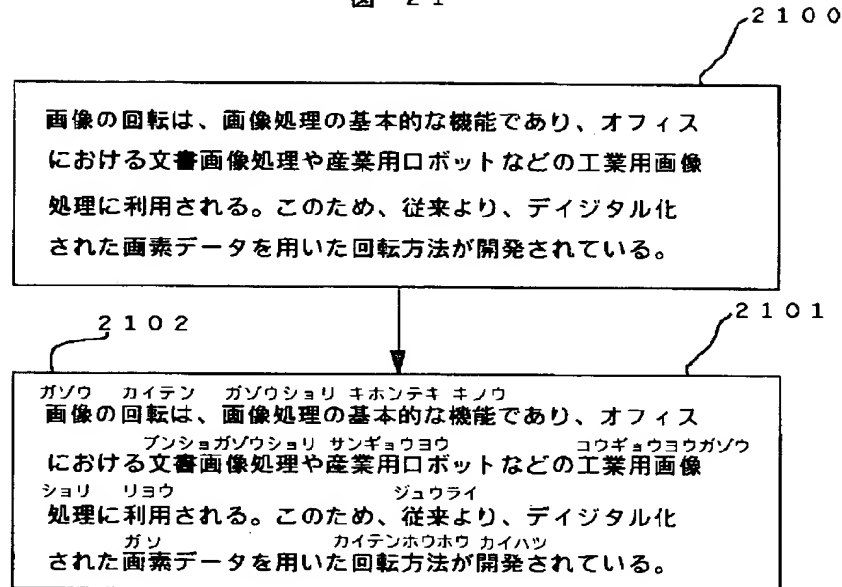 図 21
2100
画像の回転は、画像処理の基本的な機能であり、オフィス
における文書画像処理や産業用ロボットなどの工業用画像
処理に利用される。このため、従来より、デイジタル化
された画素データを用いた回転方法が開発されている。
2102
2101
ガゾウ カイテン ガゾウショリ キホンテキ キノウ
画像の回転は、画像処理の基本的な機能であり、オフィス
ブンショガゾウショリ サンギョウヨウ コウギョウヨウガゾウ
における文書画像処理や産業用ロボットなどの工業用画像
ショリ リヨウ ジュウライ
処理に利用される。このため、従来より、デイジタル化
ガソ カイテンホウホウ カイハツ
された画素データを用いた回転方法が開発されている。